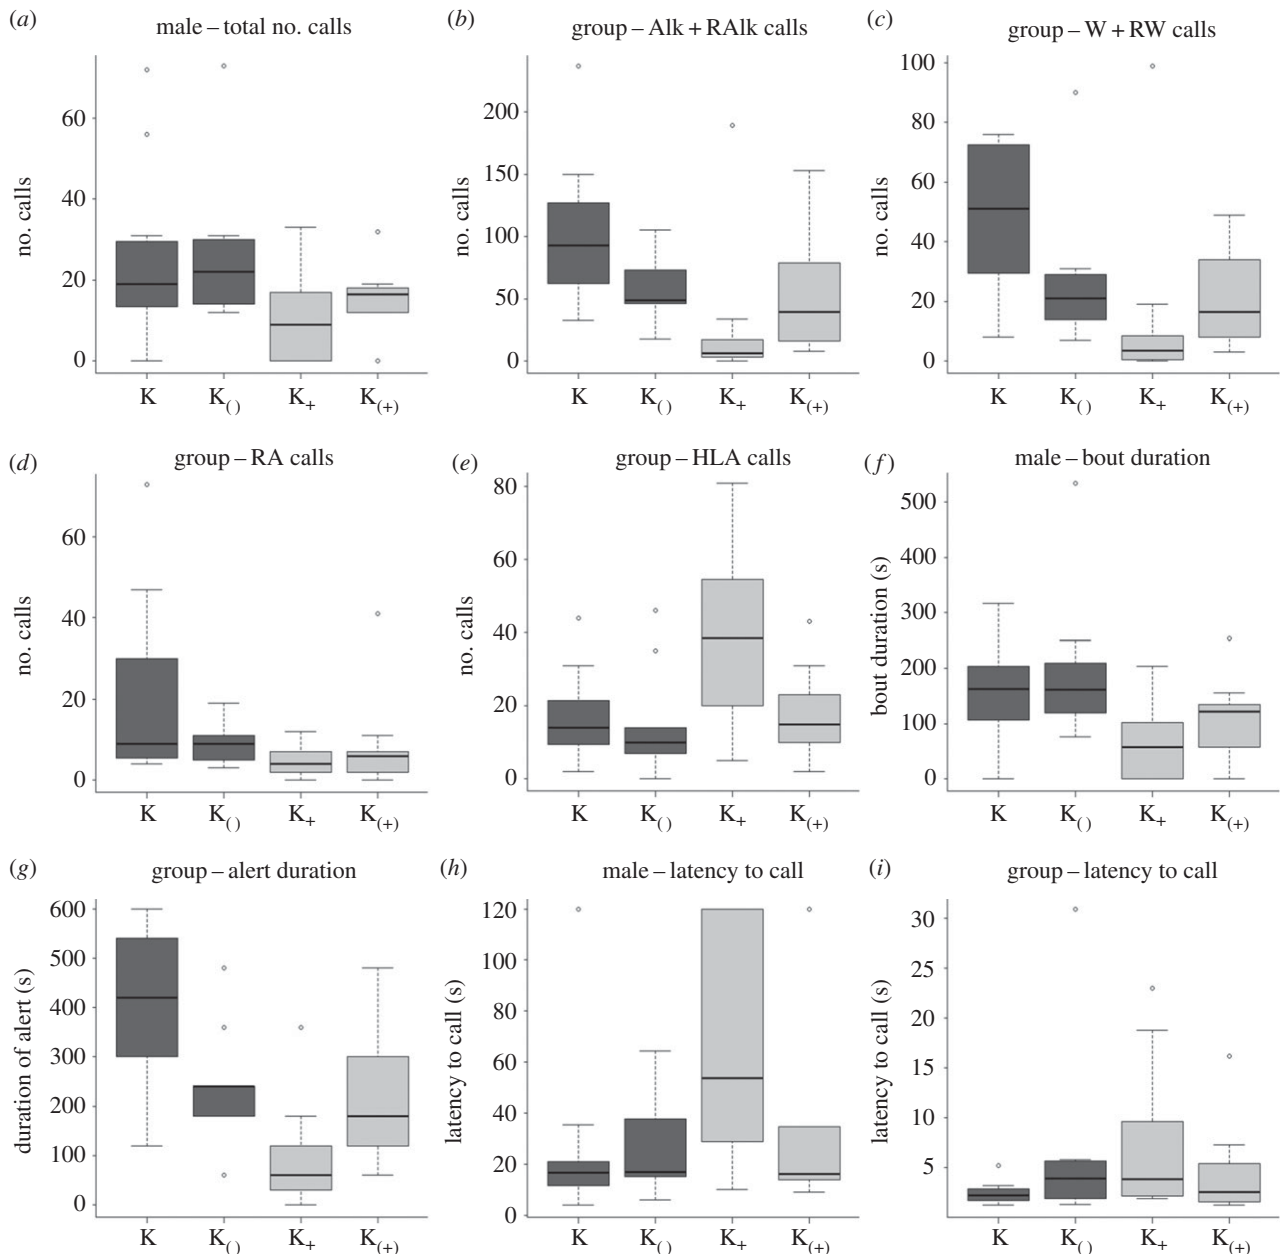 (a) male – total no. calls
no. calls
60
40
20
0
K K( ) K+ K(+)
(b) group – Alk + RAlk calls
no. calls
200
150
100
50
0
K K( ) K+ K(+)
(c) group – W + RW calls
no. calls
100
80
60
40
20
0
K K( ) K+ K(+)
(d) group – RA calls
no. calls
60
40
20
0
K K( ) K+ K(+)
(e) group – HLA calls
no. calls
80
60
40
20
0
K K( ) K+ K(+)
(f) male – bout duration
bout duration (s)
500
400
300
200
100
0
K K( ) K+ K(+)
(g) group – alert duration
duration of alert (s)
600
500
400
300
200
100
0
K K( ) K+ K(+)
(h) male – latency to call
latency to call (s)
120
100
80
60
40
20
0
K K( ) K+ K(+)
(i) group – latency to call
latency to call (s)
30
25
20
15
10
5
K K( ) K+ K(+)